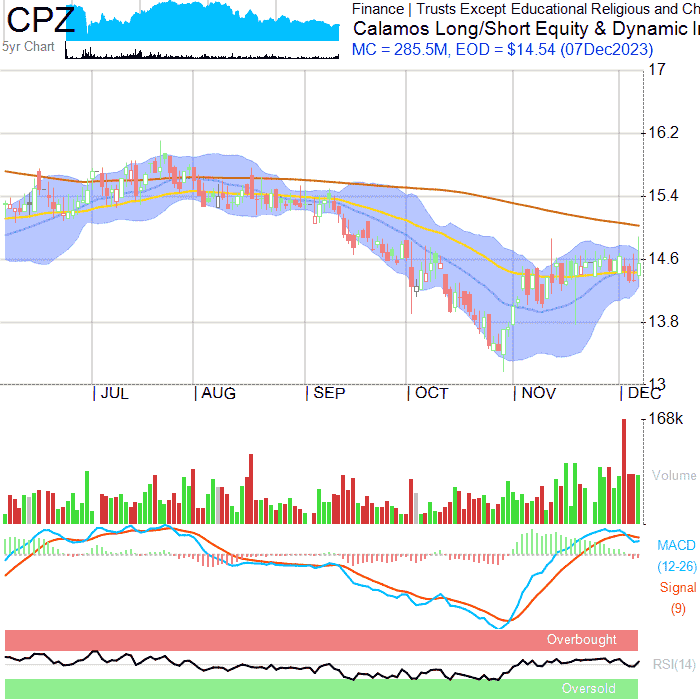 CPZ
5yr Chart
Finance | Trusts Except Educational Religious and Ch
Calamos Long/Short Equity & Dynamic I
MC = 285.5M, EOD = $14.54 (07Dec2023)
17
16.2
15.4
14.6
13.8
13
JUL AUG SEP OCT NOV DEC
168k
Volume
MACD
(12-26)
Signal
(9)
Overbought
RSI(14)
Oversold